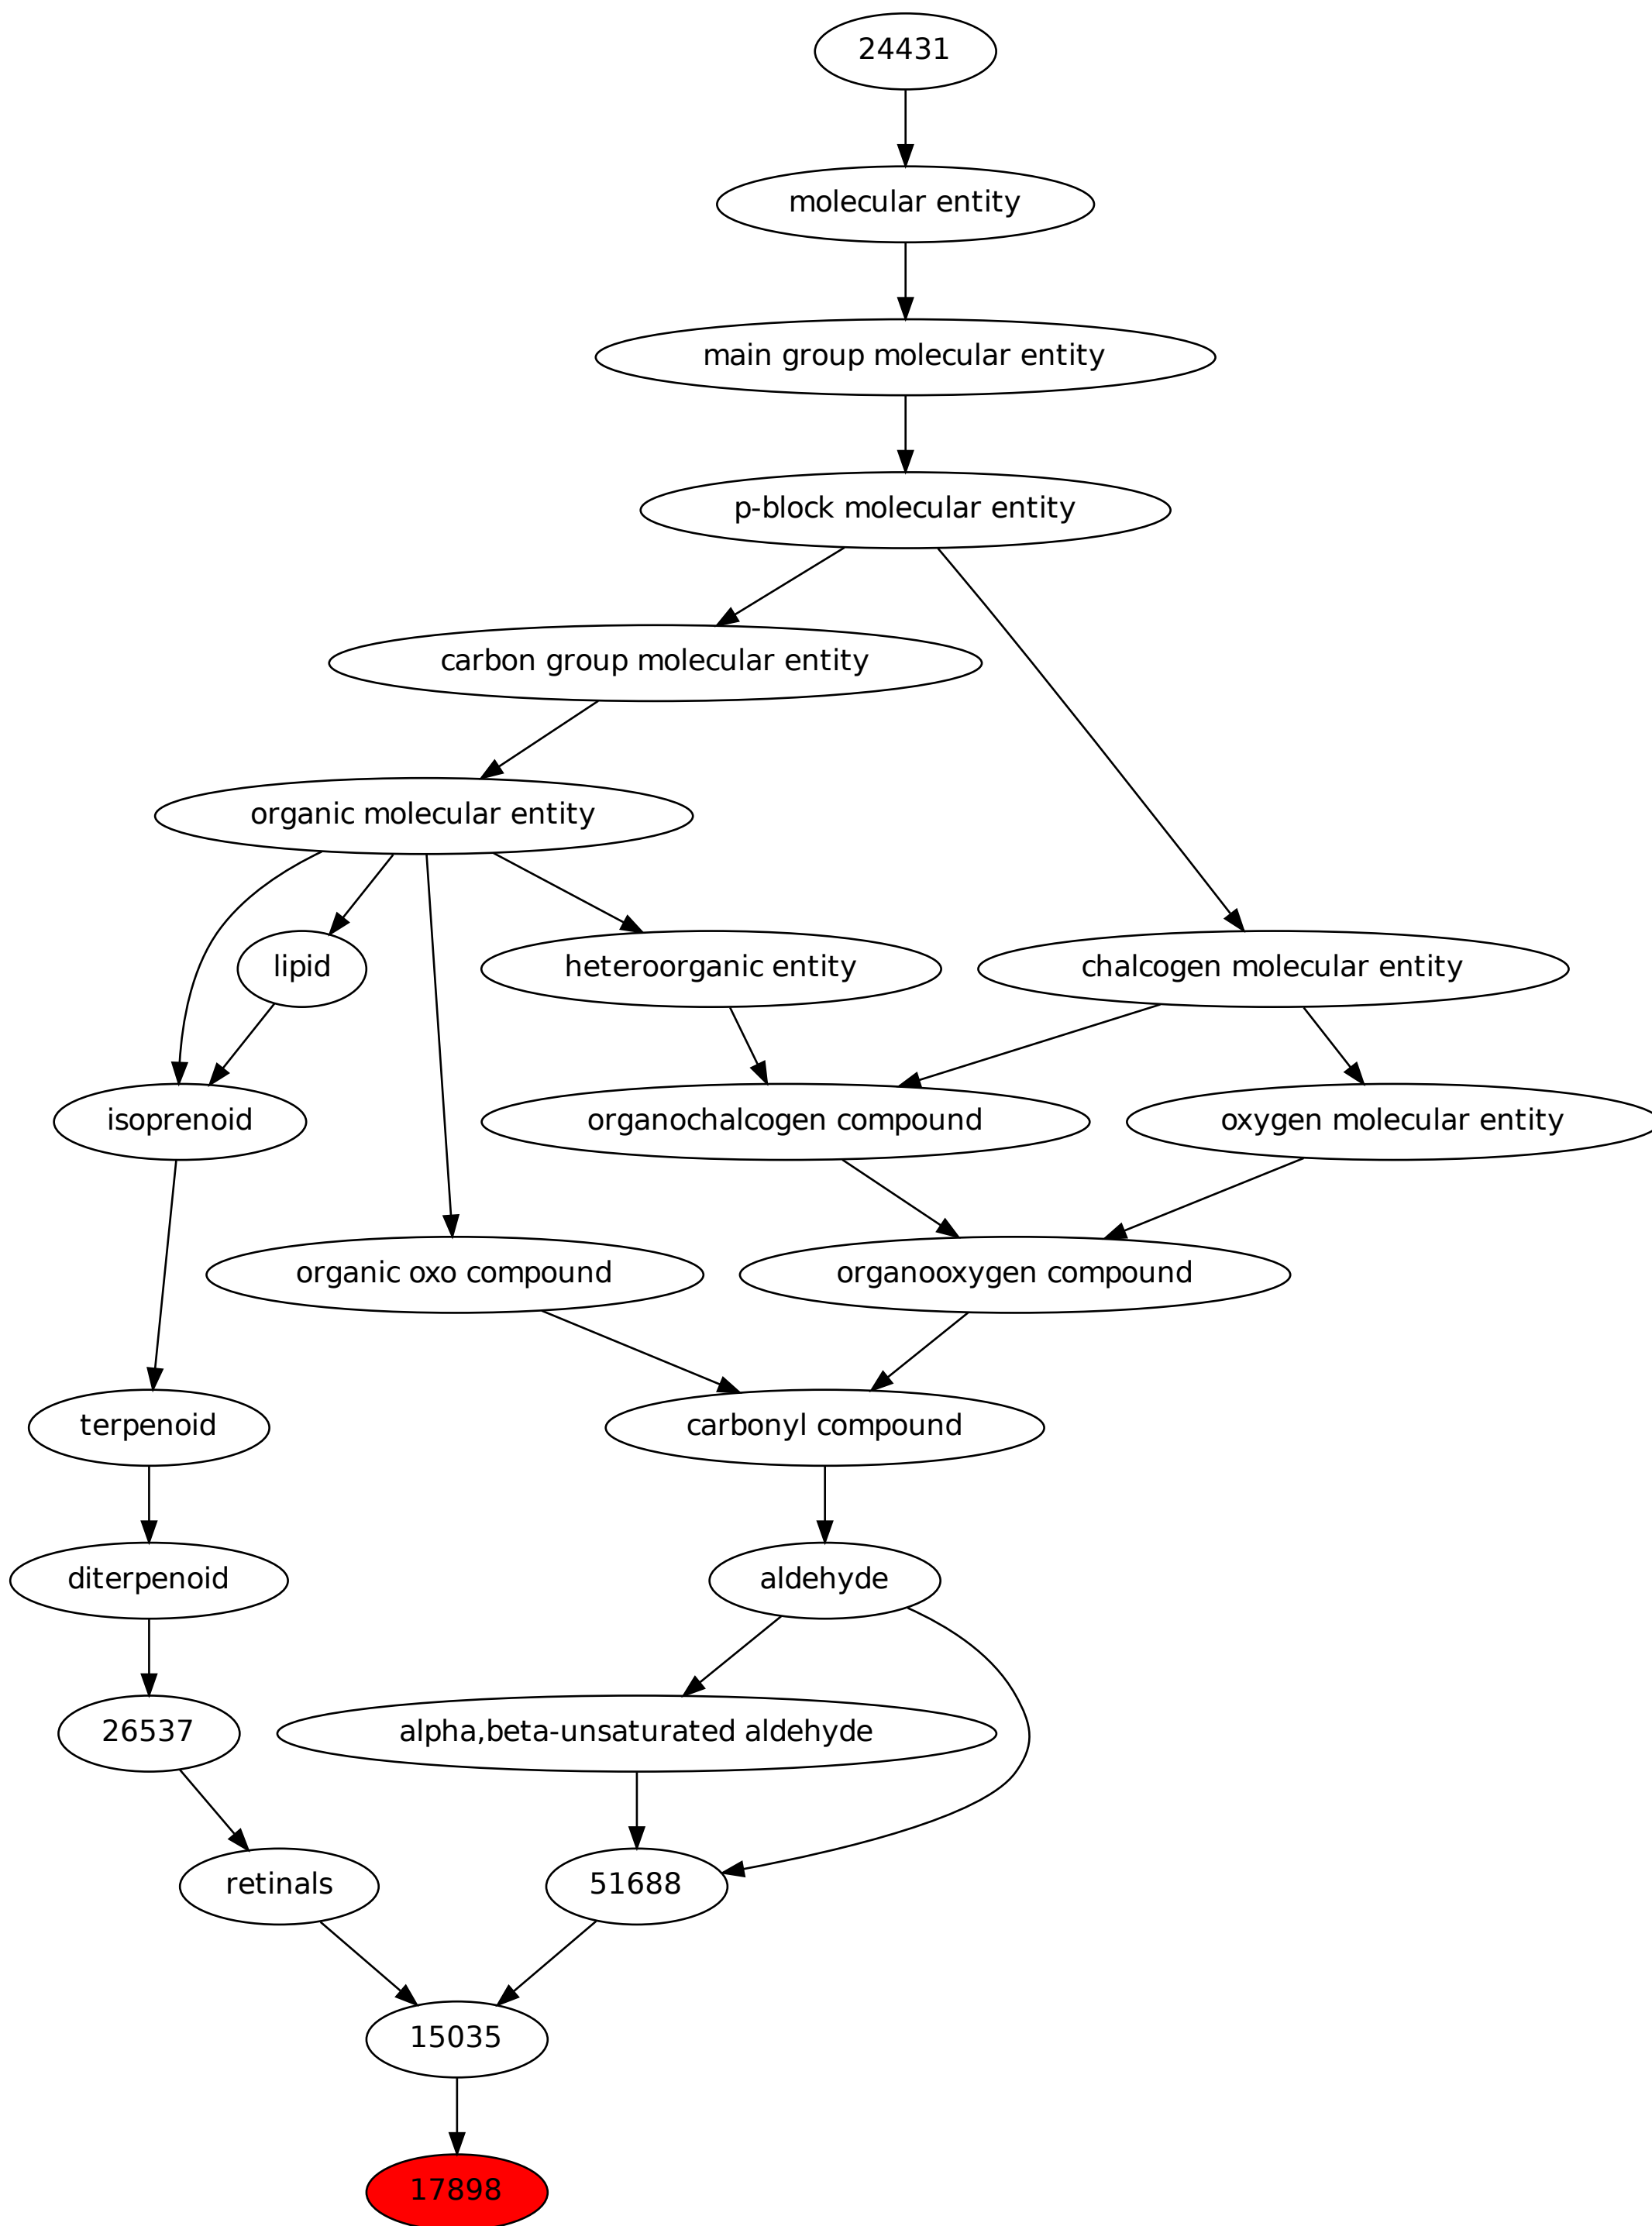 24431
molecular entity
main group molecular entity
p-block molecular entity
carbon group molecular entity
organic molecular entity
lipid
heteroorganic entity
chalcogen molecular entity
isoprenoid
organochalcogen compound
oxygen molecular entity
organic oxo compound
organooxygen compound
terpenoid
carbonyl compound
diterpenoid
aldehyde
26537
alpha,beta-unsaturated aldehyde
retinals
51688
15035
17898